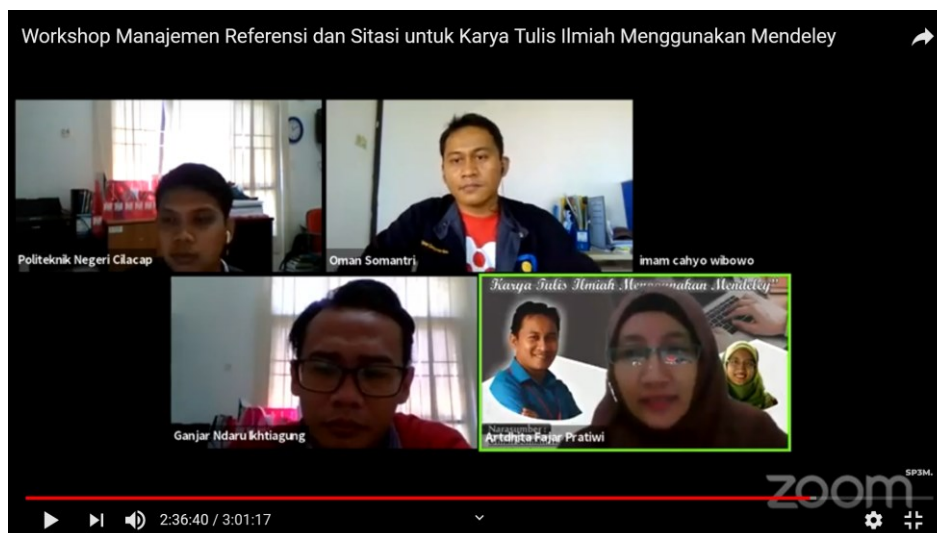 Workshop Manajemen Referensi dan Sitasi untuk Karya Tulis Ilmiah Menggunakan Mendeley
Politeknik Negeri Cilacap
Oman Somantri
imam cahyo wibowo
Karya Tulis Ilmiah Menggunakan Mendeley"
Ganjar Ndaru Ikhtiagung
Narasumber :
Artdhita Fajar Pratiwi
SP3M.
zoom
2:36:40 / 3:01:17